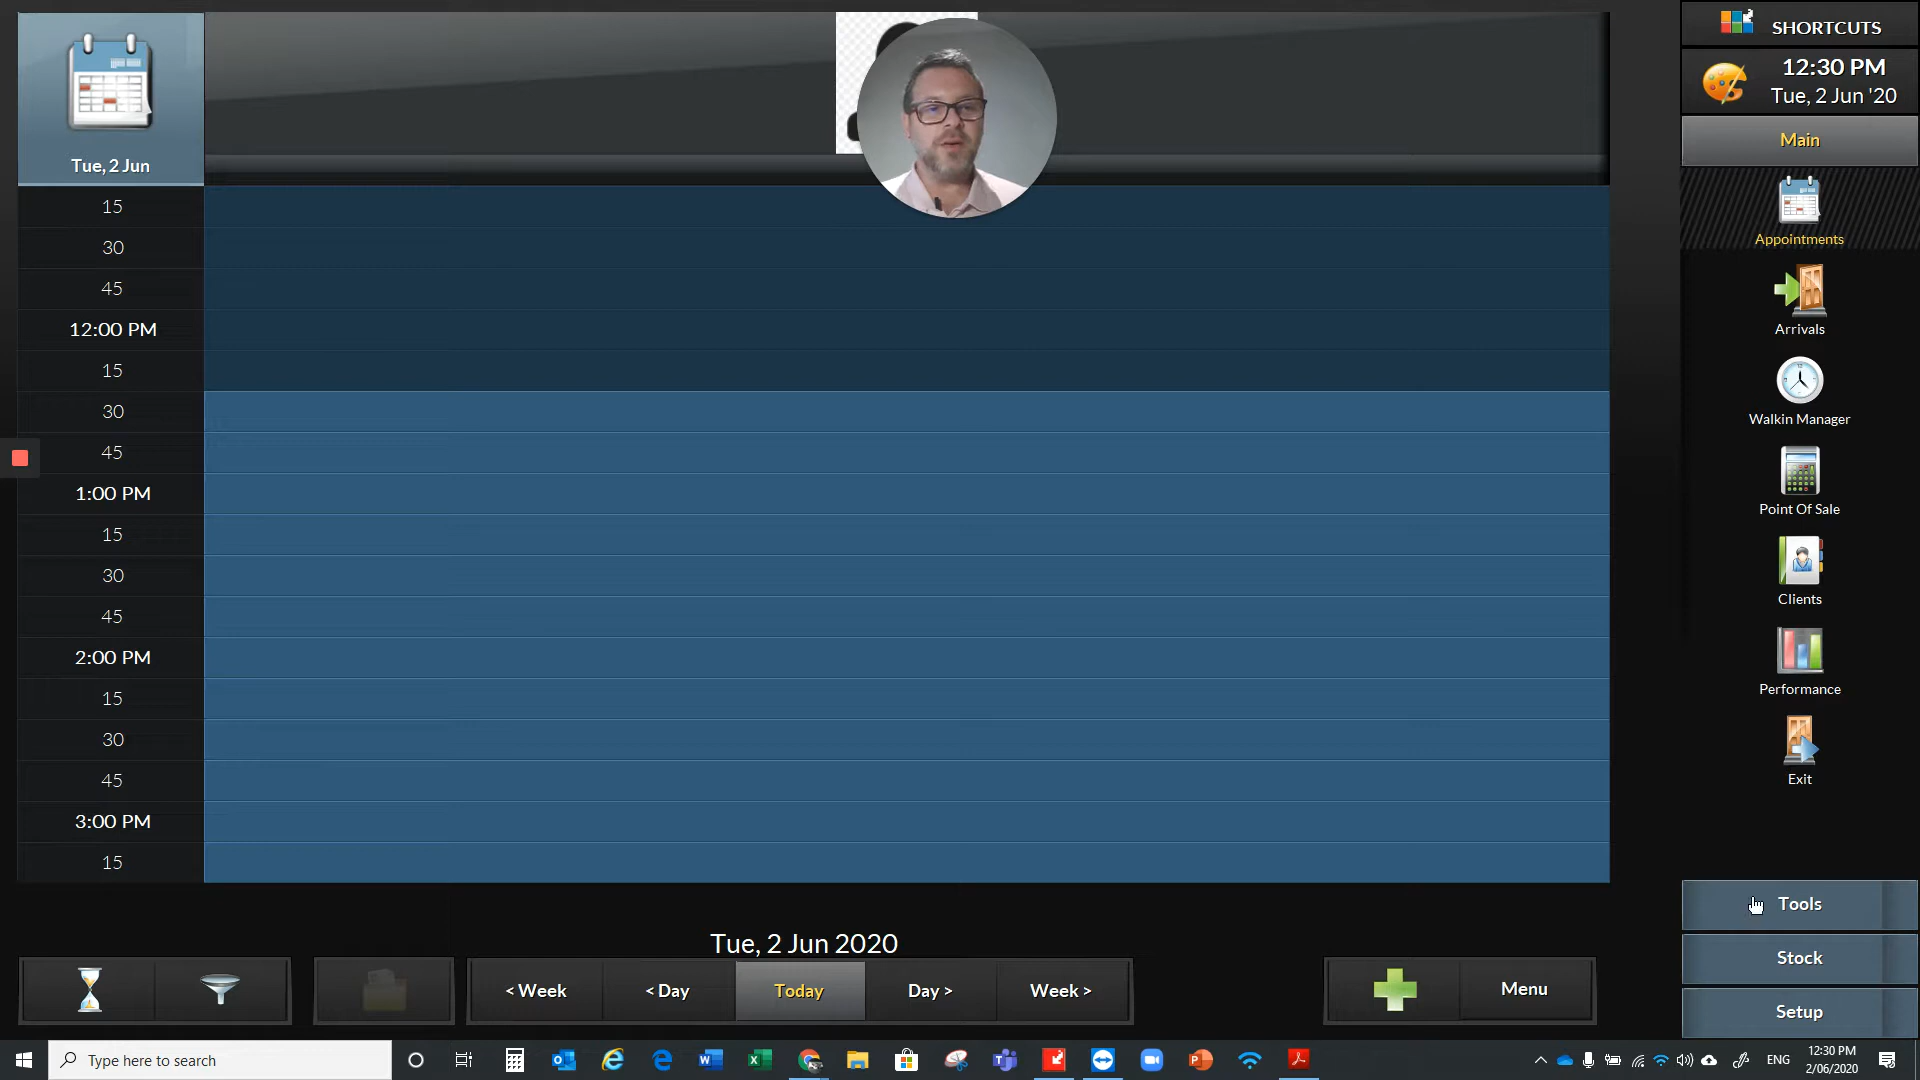 Tue, 2 Jun
15
30
45
12:00 PM
15
30
45
1:00 PM
15
30
45
2:00 PM
15
30
45
3:00 PM
15
Tue, 2 Jun 2020
< Week
< Day
Today
Day >
Week >
Menu
SHORTCUTS
12:30 PM
Tue, 2 Jun '20
Main
Appointments
Arrivals
Walkin Manager
Point Of Sale
Clients
Performance
Exit
Tools
Stock
Setup
Type here to search
ENG
12:30 PM
2/06/2020